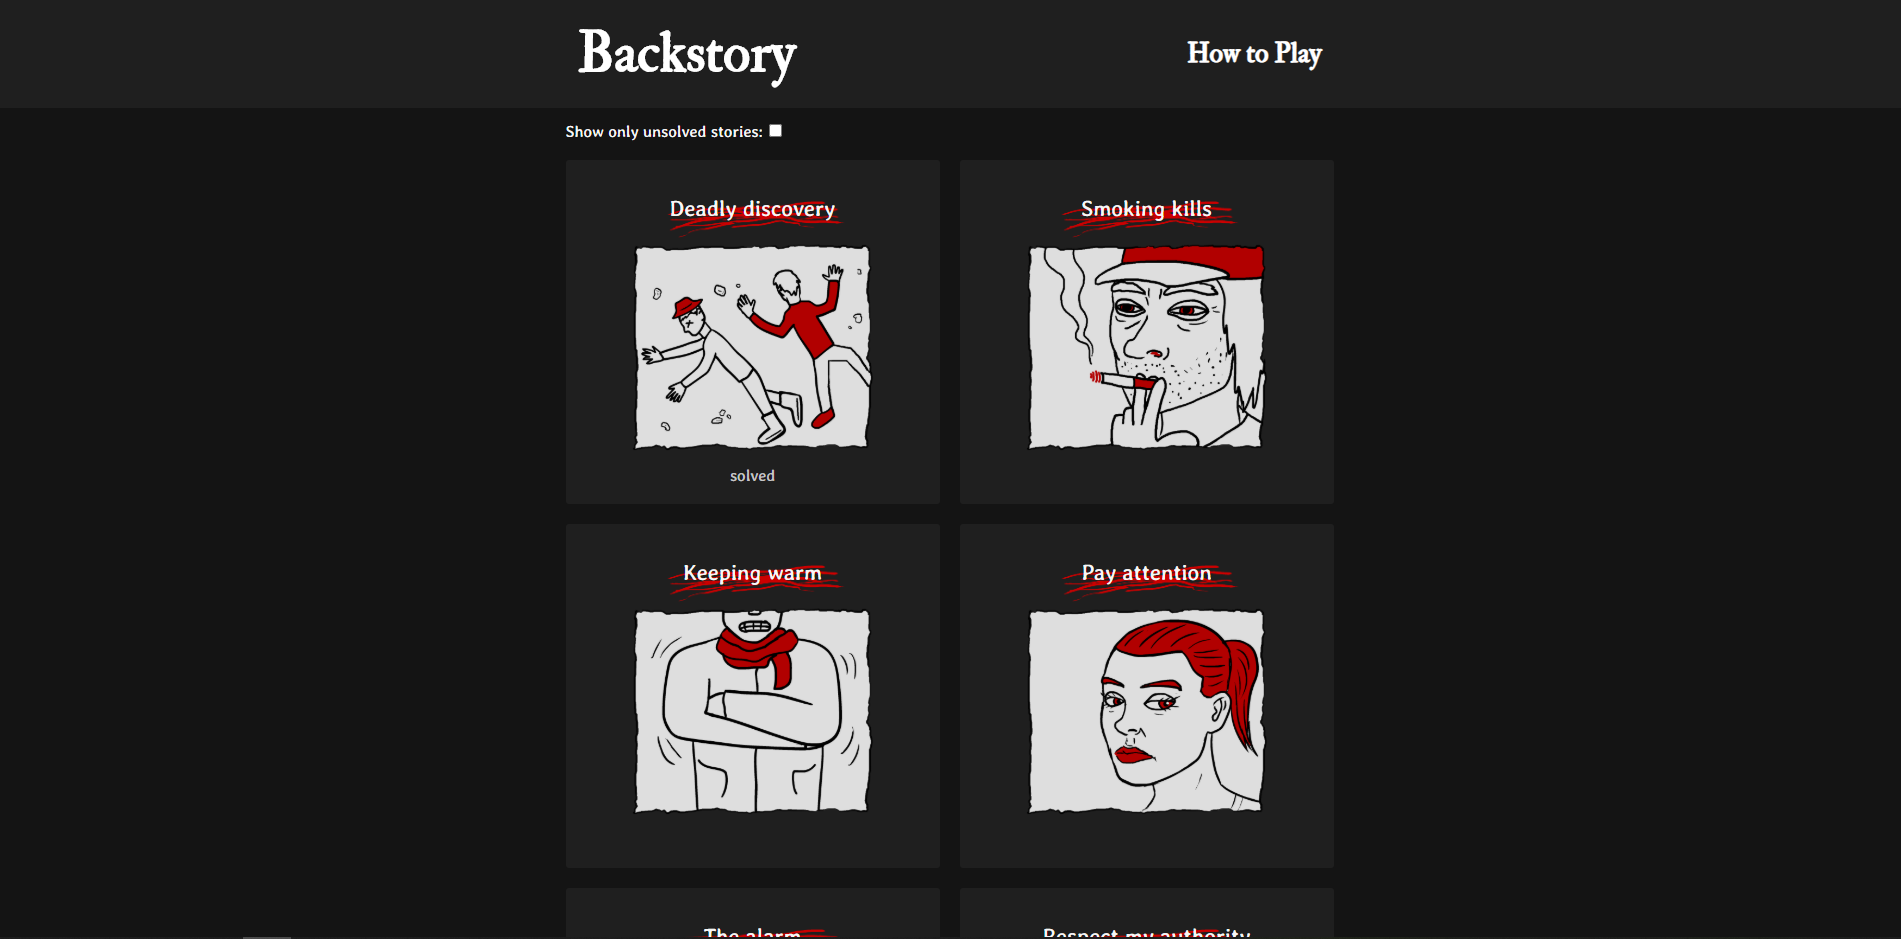 Backstory
How to Play
Show only unsolved stories:
Deadly discovery
Smoking kills
solved
Keeping warm
Pay attention
The alarm
Respect my authority